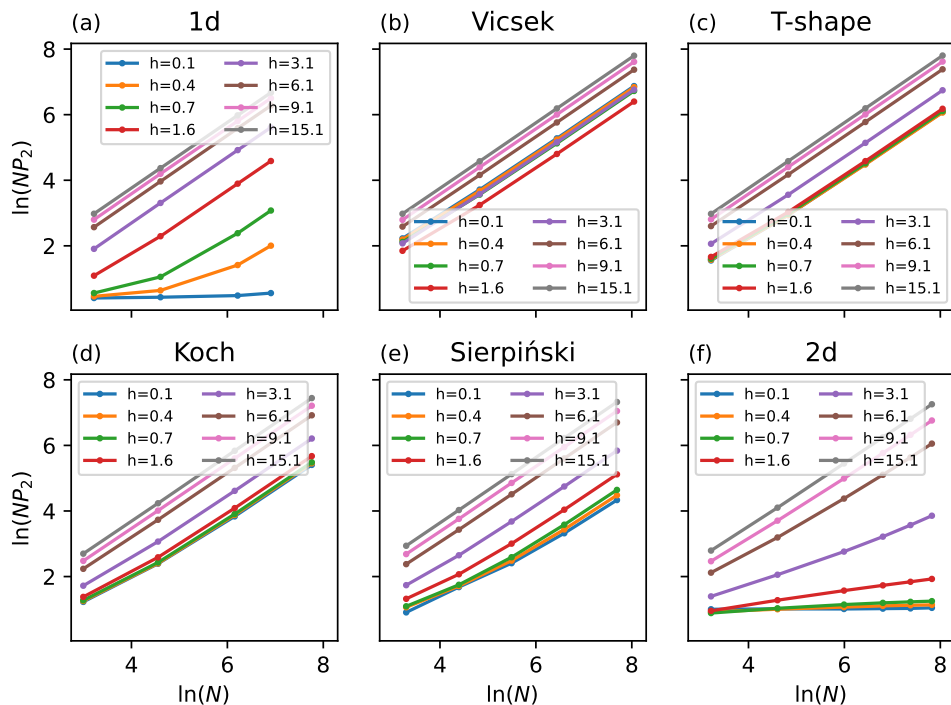 (a) 1d
(b) Vicsek
(c) T-shape
8
6
4
2
ln(NP₂)
h=0.1 h=3.1
h=0.4 h=6.1
h=0.7 h=9.1
h=1.6 h=15.1
h=0.1 h=3.1
h=0.4 h=6.1
h=0.7 h=9.1
h=1.6 h=15.1
h=0.1 h=3.1
h=0.4 h=6.1
h=0.7 h=9.1
h=1.6 h=15.1
(d) Koch
(e) Sierpiński
(f) 2d
8
6
4
2
ln(NP₂)
h=0.1 h=3.1
h=0.4 h=6.1
h=0.7 h=9.1
h=1.6 h=15.1
h=0.1 h=3.1
h=0.4 h=6.1
h=0.7 h=9.1
h=1.6 h=15.1
h=0.1 h=3.1
h=0.4 h=6.1
h=0.7 h=9.1
h=1.6 h=15.1
4 6 8
4 6 8
4 6 8
ln(N)
ln(N)
ln(N)